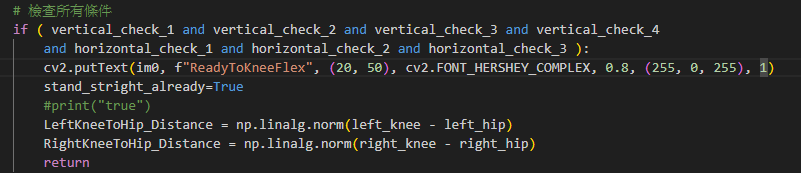 # 檢查所有條件
if ( vertical_check_1 and vertical_check_2 and vertical_check_3 and vertical_check_4
and horizontal_check_1 and horizontal_check_2 and horizontal_check_3 ):
cv2.putText(im0, f"ReadyToKneeFlex", (20, 50), cv2.FONT_HERSHEY_COMPLEX, 0.8, (255, 0, 255), 1)
stand_stright_already=True
#print("true")
LeftKneeToHip_Distance = np.linalg.norm(left_knee - left_hip)
RightKneeToHip_Distance = np.linalg.norm(right_knee - right_hip)
return